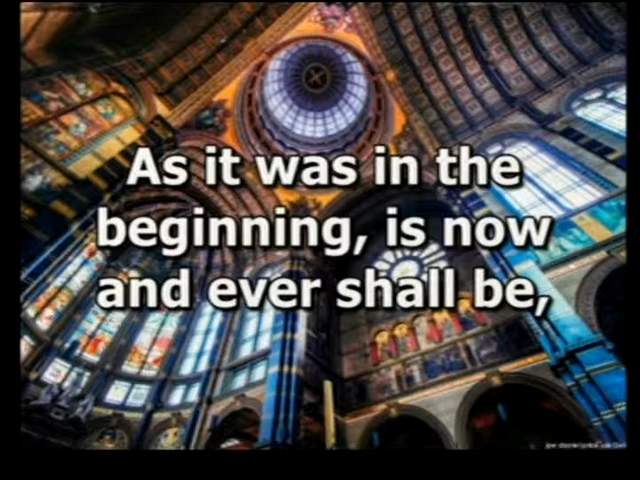 As it was in the
beginning, is now
and ever shall be,